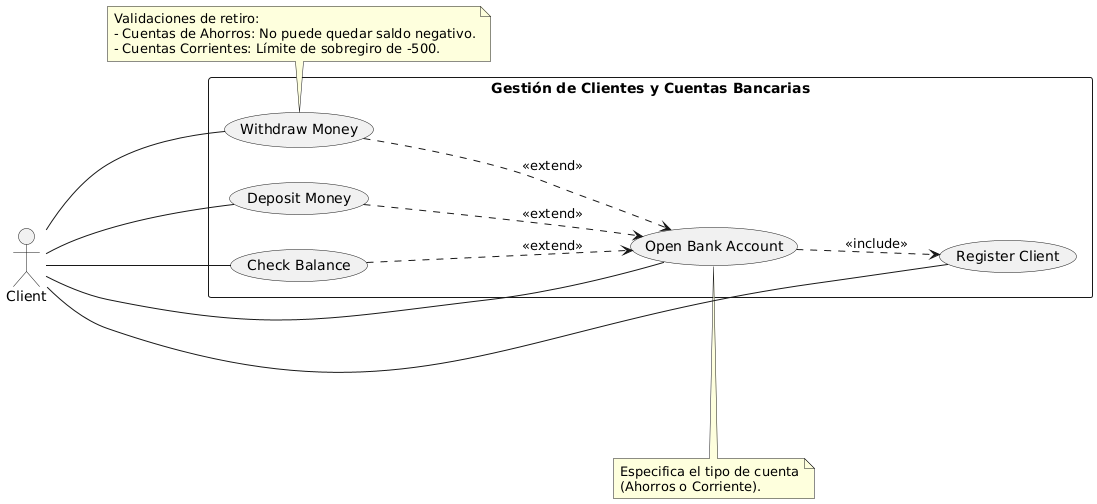 Validaciones de retiro:
- Cuentas de Ahorros: No puede quedar saldo negativo.
- Cuentas Corrientes: Límite de sobregiro de -500.
Gestión de Clientes y Cuentas Bancarias
Withdraw Money
«extend»
Deposit Money
«extend»
Check Balance
«extend»
Open Bank Account
«include»
Register Client
Client
Especifica el tipo de cuenta
(Ahorros o Corriente).